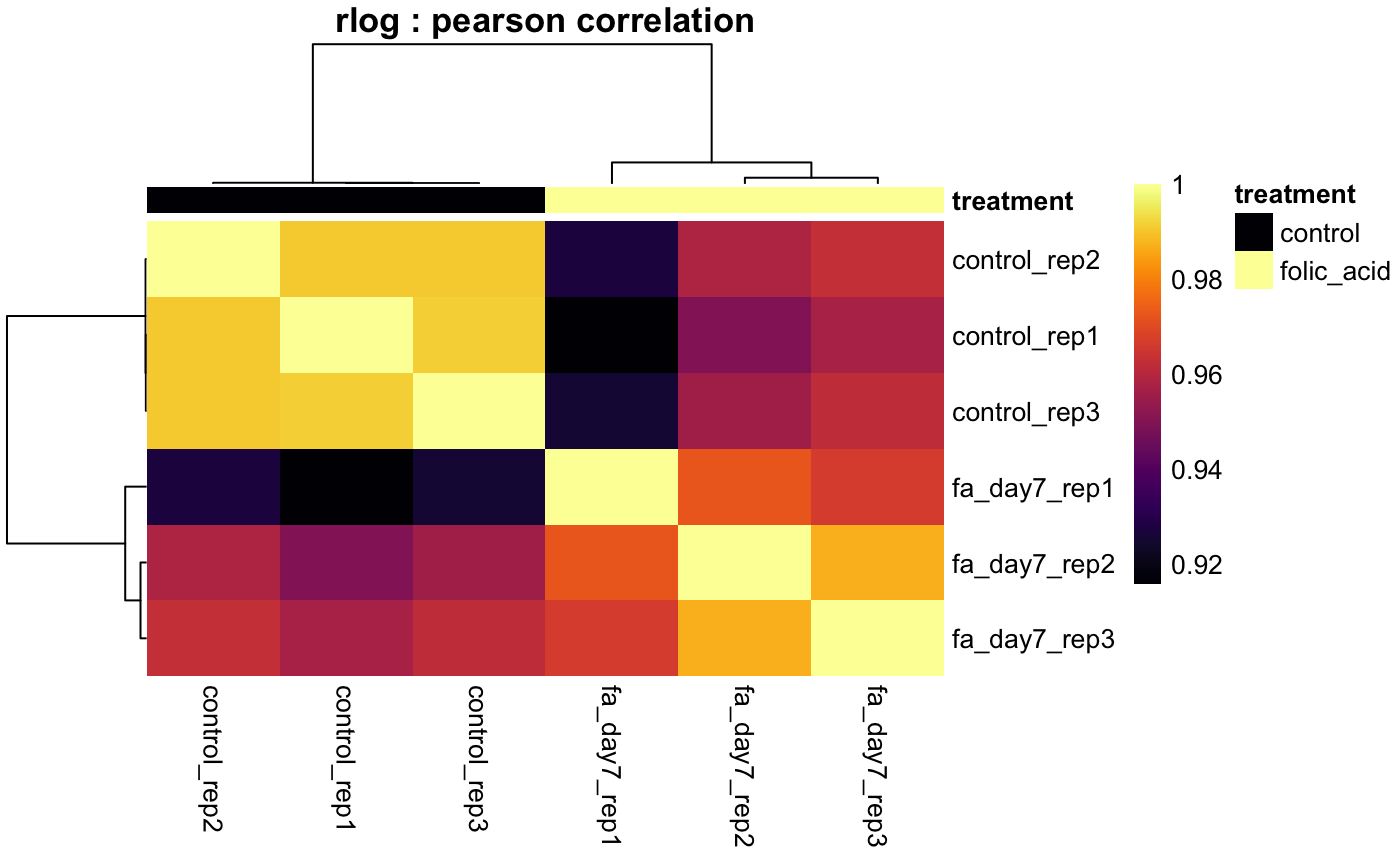 rlog : pearson correlation
treatment
control_rep2
control_rep1
control_rep3
fa_day7_rep1
fa_day7_rep2
fa_day7_rep3
1
0.98
0.96
0.94
0.92
treatment
control
folic_acid
control_rep2
control_rep1
control_rep3
fa_day7_rep1
fa_day7_rep2
fa_day7_rep3